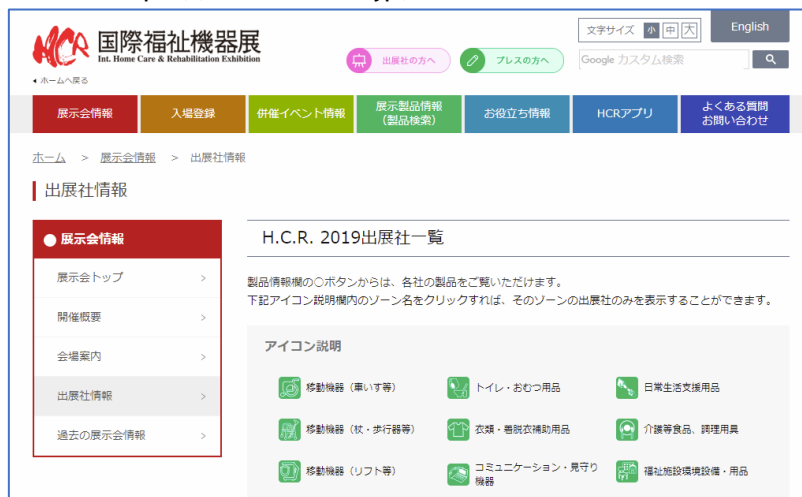 文字サイズ 小 中 大
English
HCR 国際福祉機器展
Int. Home Care & Rehabilitation Exhibition
出展社の方へ
プレスの方へ
Google カスタム検索
ホームへ戻る
展示会情報
入場登録
併催イベント情報
展示製品情報
(製品検索)
お役立ち情報
HCRアプリ
よくある質問
お問い合わせ
ホーム > 展示会情報 > 出展社情報
出展社情報
展示会情報
展示会トップ >
開催概要 >
会場案内 >
出展社情報 >
過去の展示会情報 >
H.C.R. 2019出展社一覧
製品情報欄の○ボタンからは、各社の製品をご覧いただけます。
下記アイコン説明欄内のゾーン名をクリックすれば、そのゾーンの出展社のみを表示することができます。
アイコン説明
移動機器(車いす等)
トイレ・おむつ用品
日常生活支援用品
移動機器(杖・歩行器等)
衣類・着脱衣補助用品
介護等食品、調理用具
移動機器(リフト等)
コミュニケーション・見守り
機器
福祉施設環境設備・用品